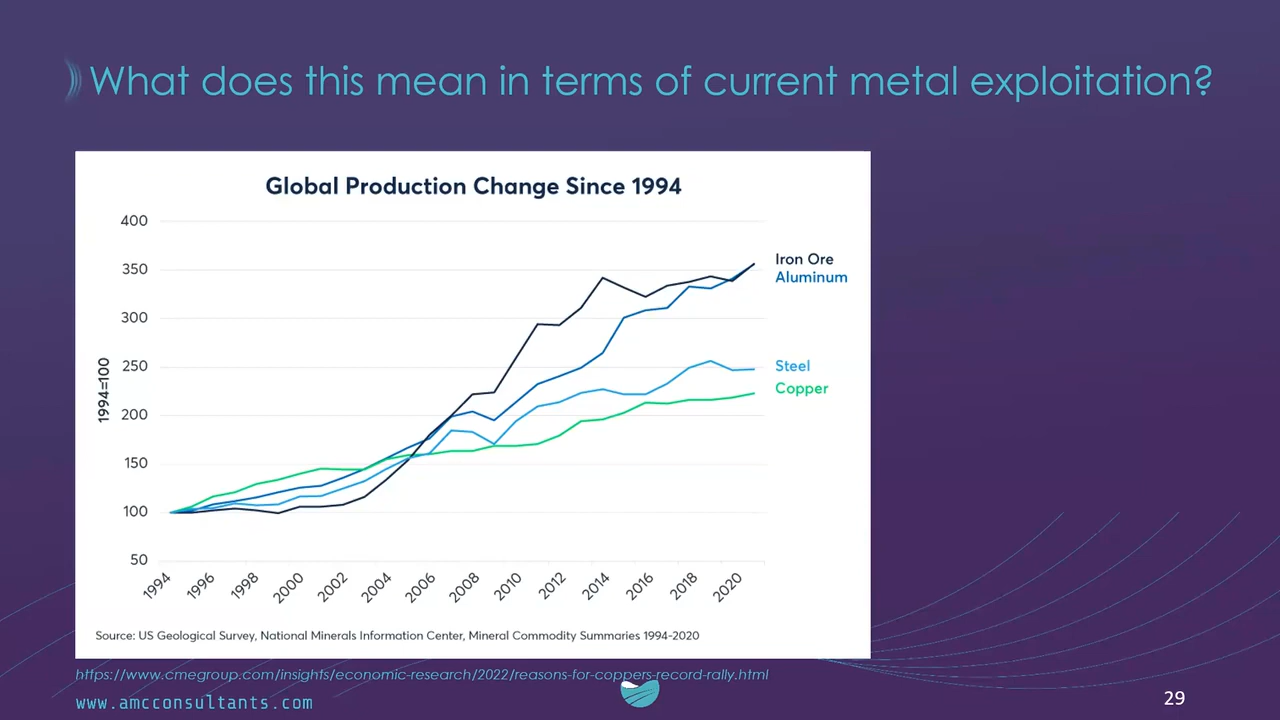 What does this mean in terms of current metal exploitation?
Global Production Change Since 1994
400
350
300
250
200
150
100
50
1994=100
Iron Ore
Aluminum
Steel
Copper
1994
1996
1998
2000
2002
2004
2006
2008
2010
2012
2014
2016
2018
2020
Source: US Geological Survey, National Minerals Information Center, Mineral Commodity Summaries 1994-2020
https://www.cmegroup.com/insights/economic-research/2022/reasons-for-coppers-record-rally.html
www.amcconsultants.com
29